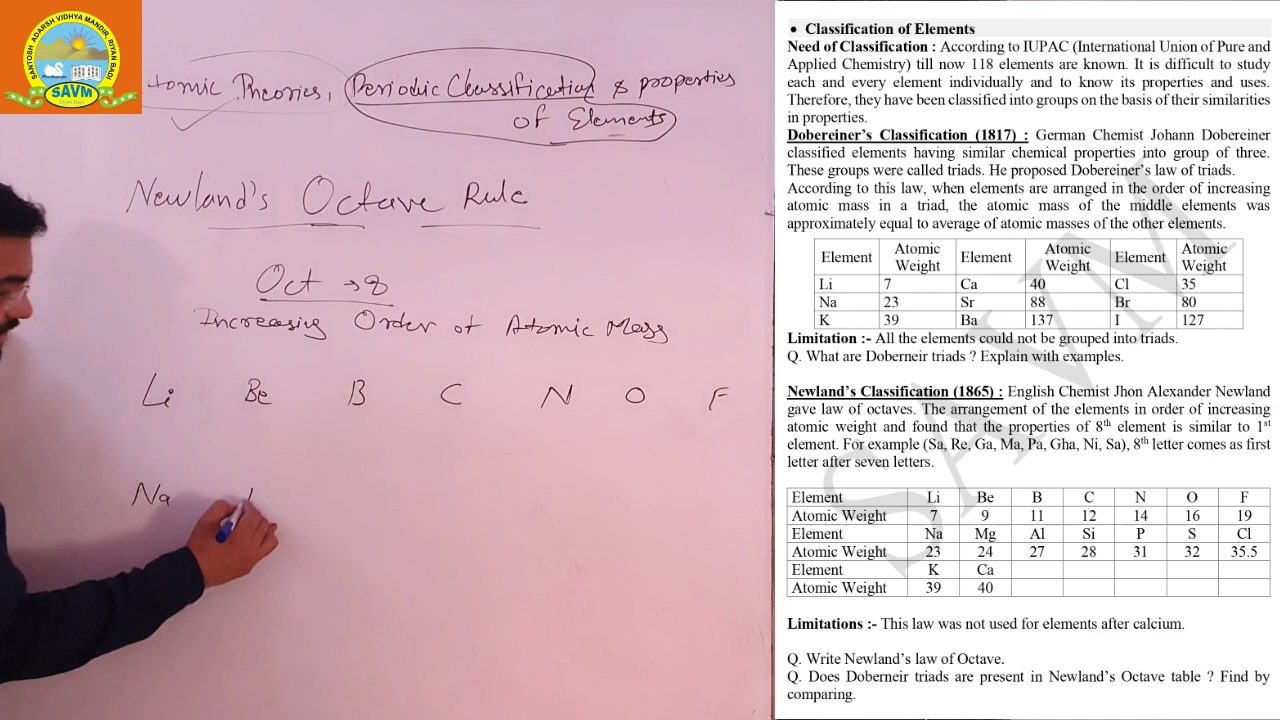 SANTOSH ADARSH VIDHYA MANDIR, RIYAN BADI
SAVM
Atomic Theories, Periodic Classification & properties
of Elements
Newland's Octave Rule
Oct → 8
Increasing Order of Atomic Mass
Li Be B C N O F
Na
• Classification of Elements
Need of Classification : According to IUPAC (International Union of Pure and
Applied Chemistry) till now 118 elements are known. It is difficult to study
each and every element individually and to know its properties and uses.
Therefore, they have been classified into groups on the basis of their similarities
in properties.
Dobereiner's Classification (1817) : German Chemist Johann Dobereiner
classified elements having similar chemical properties into group of three.
These groups were called triads. He proposed Dobereiner's law of triads.
According to this law, when elements are arranged in the order of increasing
atomic mass in a triad, the atomic mass of the middle elements was
approximately equal to average of atomic masses of the other elements.
Element Atomic Weight Element Atomic Weight Element Atomic Weight
Li 7 Ca 40 Cl 35
Na 23 Sr 88 Br 80
K 39 Ba 137 I 127
Limitation :- All the elements could not be grouped into triads.
Q. What are Doberneir triads ? Explain with examples.
Newland's Classification (1865) : English Chemist Jhon Alexander Newland
gave law of octaves. The arrangement of the elements in order of increasing
atomic weight and found that the properties of 8th element is similar to 1st
element. For example (Sa, Re, Ga, Ma, Pa, Gha, Ni, Sa), 8th letter comes as first
letter after seven letters.
Element Li Be B C N O F
Atomic Weight 7 9 11 12 14 16 19
Element Na Mg Al Si P S Cl
Atomic Weight 23 24 27 28 31 32 35.5
Element K Ca
Atomic Weight 39 40
Limitations :- This law was not used for elements after calcium.
Q. Write Newland's law of Octave.
Q. Does Doberneir triads are present in Newland's Octave table ? Find by
comparing.
SAVM